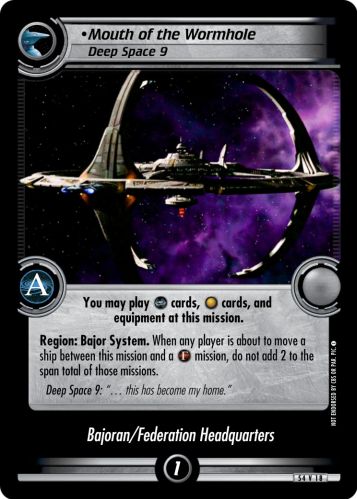 •Mouth of the Wormhole
Deep Space 9
A
You may play cards, cards, and
equipment at this mission.
Region: Bajor System. When any player is about to move a
ship between this mission and a F mission, do not add 2 to the
span total of those missions.
Deep Space 9: “… this has become my home.”
Bajoran/Federation Headquarters
1
54 V 18
NOT ENDORSED BY CBS OR PAR. PIC.